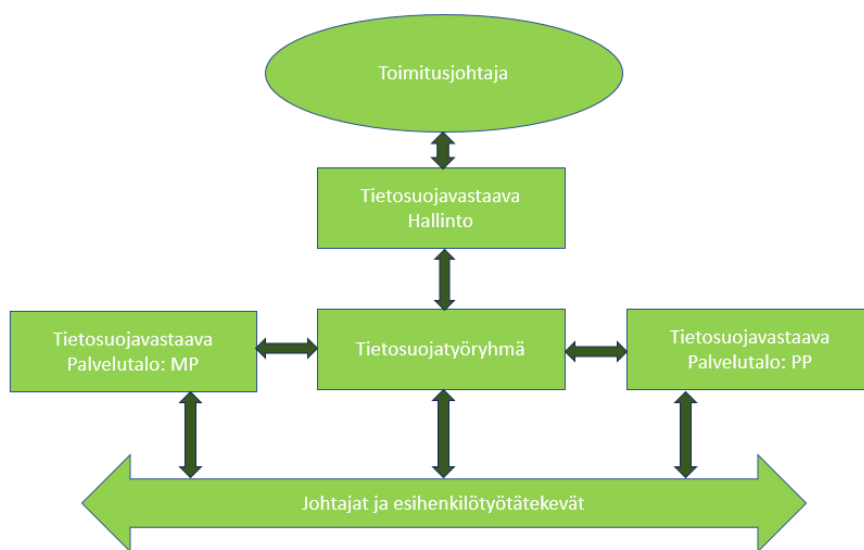 Toimitusjohtaja
Tietosuojavastaava
Hallinto
Tietosuojavastaava
Palvelutalo: MP
Tietosuojatyöryhmä
Tietosuojavastaava
Palvelutalo: PP
Johtajat ja esihenkilötyötätekevät